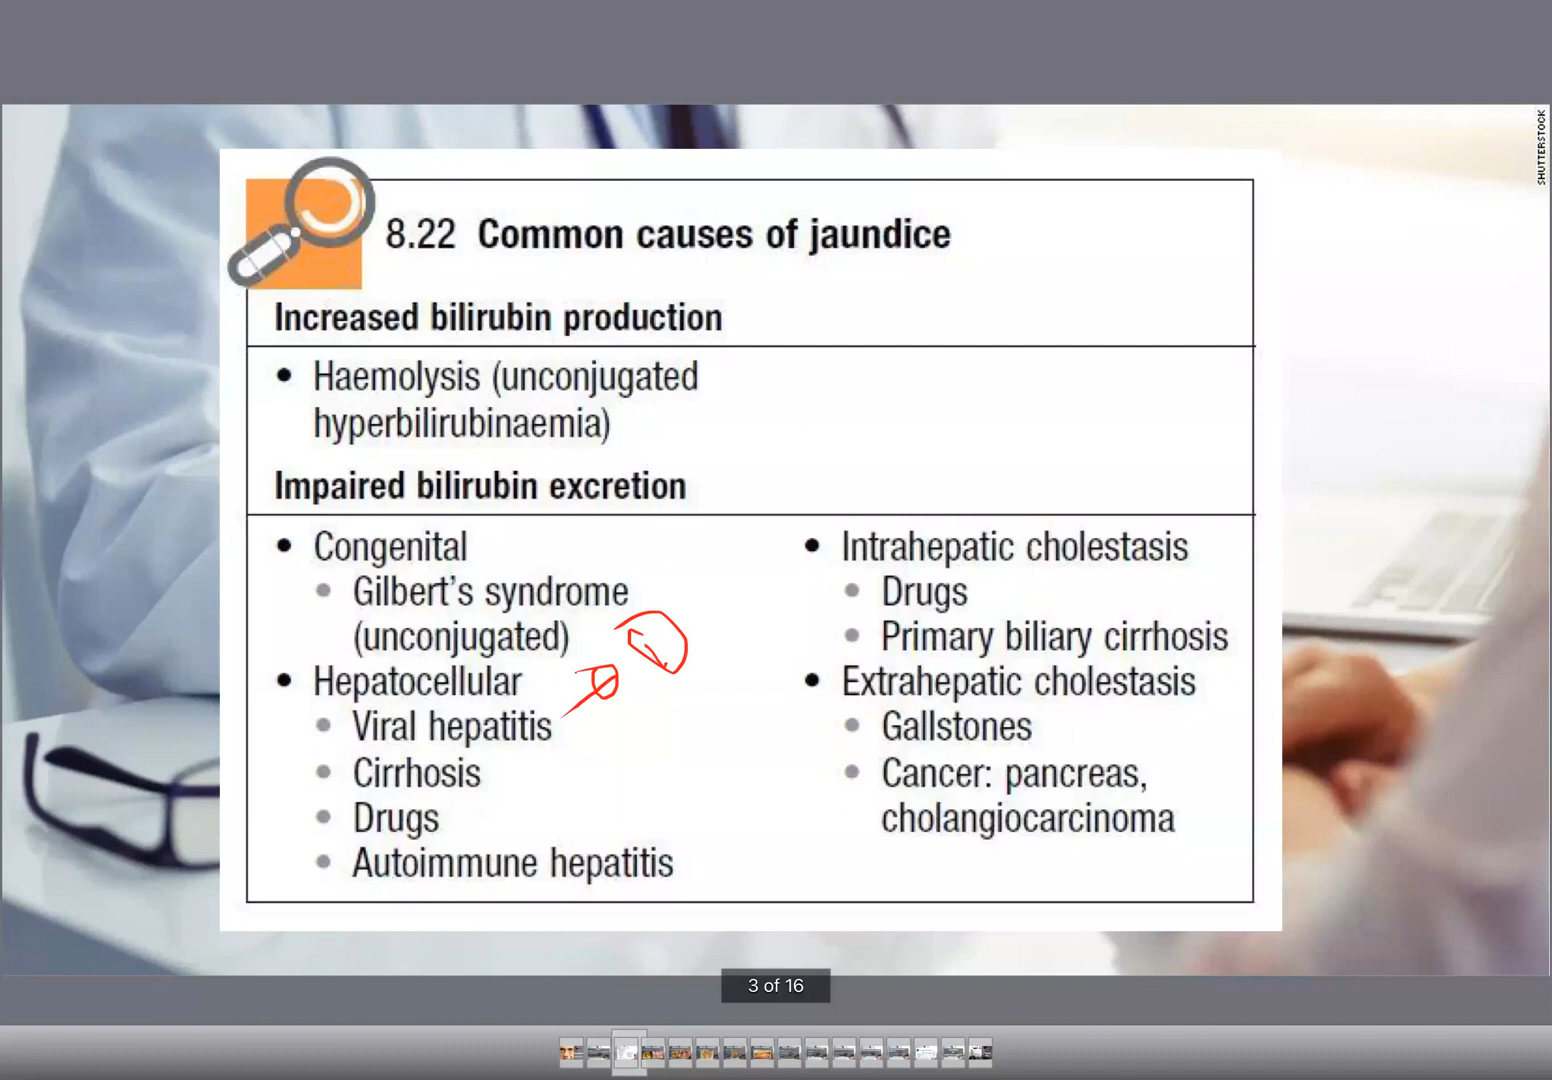 SHUTTERSTOCK
8.22 Common causes of jaundice
Increased bilirubin production
• Haemolysis (unconjugated
hyperbilirubinaemia)
Impaired bilirubin excretion
• Congenital
• Gilbert’s syndrome
(unconjugated)
• Hepatocellular
• Viral hepatitis
• Cirrhosis
• Drugs
• Autoimmune hepatitis
• Intrahepatic cholestasis
• Drugs
• Primary biliary cirrhosis
• Extrahepatic cholestasis
• Gallstones
• Cancer: pancreas,
cholangiocarcinoma
3 of 16